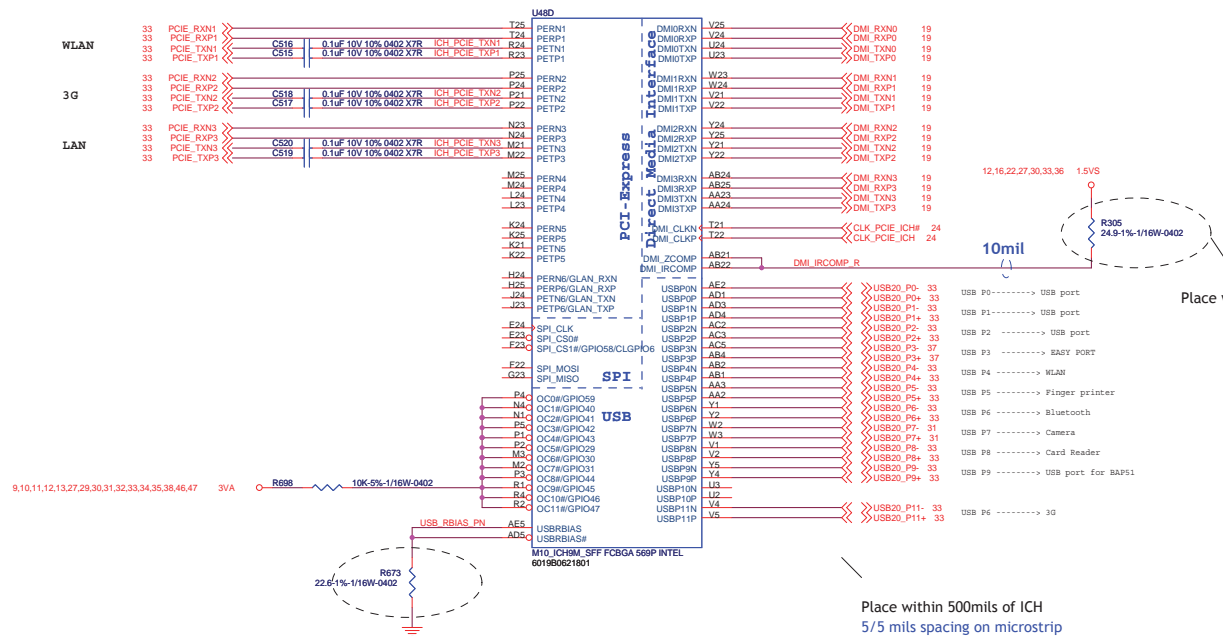 U48D
33 PCIE_RXN1 T25 PERN1 DMI0RXN V25 DMI_RXN0 19
33 PCIE_RXP1 T24 PERP1 DMI0RXP V24 DMI_RXP0 19
WLAN 33 PCIE_TXN1 C516 0.1uF 10V 10% 0402 X7R ICH_PCIE_TXN1 R24 PETN1 DMI0TXN U24 DMI_TXN0 19
33 PCIE_TXP1 C515 0.1uF 10V 10% 0402 X7R ICH_PCIE_TXP1 R23 PETP1 DMI0TXP U23 DMI_TXP0 19
33 PCIE_RXN2 P25 PERN2 DMI1RXN W23 DMI_RXN1 19
33 PCIE_RXP2 P24 PERP2 DMI1RXP W24 DMI_RXP1 19
3G 33 PCIE_TXN2 C518 0.1uF 10V 10% 0402 X7R ICH_PCIE_TXN2 P21 PETN2 DMI1TXN V21 DMI_TXN1 19
33 PCIE_TXP2 C517 0.1uF 10V 10% 0402 X7R ICH_PCIE_TXP2 P22 PETP2 DMI1TXP V22 DMI_TXP1 19
33 PCIE_RXN3 N23 PERN3 DMI2RXN Y24 DMI_RXN2 19
33 PCIE_RXP3 N24 PERP3 DMI2RXP Y25 DMI_RXP2 19
LAN 33 PCIE_TXN3 C520 0.1uF 10V 10% 0402 X7R ICH_PCIE_TXN3 M21 PETN3 DMI2TXN Y21 DMI_TXN2 19
33 PCIE_TXP3 C519 0.1uF 10V 10% 0402 X7R ICH_PCIE_TXP3 M22 PETP3 DMI2TXP Y22 DMI_TXP2 19
PCI-Express
Direct Media Interface
M25 PERN4 DMI3RXN AB24 DMI_RXN3 19
M24 PERP4 DMI3RXP AB25 DMI_RXP3 19
L24 PETN4 DMI3TXN AA23 DMI_TXN3 19
L23 PETP4 DMI3TXP AA24 DMI_TXP3 19
12,16,22,27,30,33,36 1.5VS
R305
24.9-1%-1/16W-0402
K24 PERN5 DMI_CLKN T21 CLK_PCIE_ICH# 24
K25 PERP5 DMI_CLKP T22 CLK_PCIE_ICH 24
K21 PETN5
K22 PETP5 DMI_ZCOMP AB21
DMI_IRCOMP AB22 DMI_IRCOMP_R 10mil
H24 PERN6/GLAN_RXN
H25 PERP6/GLAN_RXP USBP0N AE2 USB20_P0- 33
J24 PETN6/GLAN_TXN USBP0P AD1 USB20_P0+ 33 USB P0--------> USB port
J23 PETP6/GLAN_TXP USBP1N AD3 USB20_P1- 33
Place
USBP1P AD4 USB20_P1+ 33 USB P1--------> USB port
E24 SPI_CLK USBP2N AC2 USB20_P2- 33
E23 SPI_CS0# USBP2P AC3 USB20_P2+ 33 USB P2 --------> USB port
F23 SPI_CS1#/GPIO58/CLGPIO6 USBP3N AC5 USB20_P3- 37
USBP3P AB4 USB20_P3+ 37 USB P3 --------> EASY PORT
F22 SPI_MOSI USBP4N AB2 USB20_P4- 33
G23 SPI_MISO SPI USBP4P AB1 USB20_P4+ 33 USB P4 --------> WLAN
USBP5N AA3 USB20_P5- 33
P4 OC0#/GPIO59 USBP5P AA2 USB20_P5+ 33 USB P5 --------> Finger printer
N4 OC1#/GPIO40 USBP6N Y1 USB20_P6- 33
N1 OC2#/GPIO41 USB USBP6P Y2 USB20_P6+ 33 USB P6 --------> Bluetooth
P5 OC3#/GPIO42 USBP7N W2 USB20_P7- 31
P1 OC4#/GPIO43 USBP7P W3 USB20_P7+ 31 USB P7 --------> Camera
P2 OC5#/GPIO29 USBP8N V1 USB20_P8- 33
M3 OC6#/GPIO30 USBP8P V2 USB20_P8+ 33 USB P8 --------> Card Reader
M2 OC7#/GPIO31 USBP9N Y5 USB20_P9- 33
P3 OC8#/GPIO44 USBP9P Y4 USB20_P9+ 33 USB P9 --------> USB port for BAP51
9,10,11,12,13,27,29,30,31,32,33,34,35,38,46,47 3VA R698 10K-5%-1/16W-0402 R1 OC9#/GPIO45 USBP10N U3
R4 OC10#/GPIO46 USBP10P U2
R2 OC11#/GPIO47 USBP11N V4 USB20_P11- 33
USBP11P V5 USB20_P11+ 33 USB P6 --------> 3G
USB_RBIAS_PN AE5 USBRBIAS
AD5 USBRBIAS#
M10_ICH9M_SFF FCBGA 569P INTEL
6019B0621801
R673
22.6-1%-1/16W-0402
Place within 500mils of ICH
5/5 mils spacing on microstrip